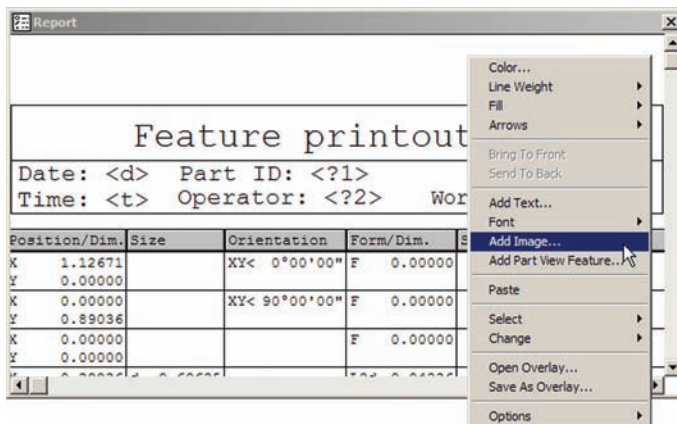 Report
Feature printout
Date: <d> Part ID: <?1>
Time: <t> Operator: <?2> Wor
Position/Dim. Size Orientation Form/Dim. S
X 1.12671 XY< 0°00'00" F 0.00000
Y 0.00000
X 0.00000 XY< 90°00'00" F 0.00000
Y 0.89036
X 0.00000 F 0.00000
Y 0.00000
Color...
Line Weight
Fill
Arrows
Bring To Front
Send To Back
Add Text...
Font
Add Image...
Add Part View Feature...
Paste
Select
Change
Open Overlay...
Save As Overlay...
Options